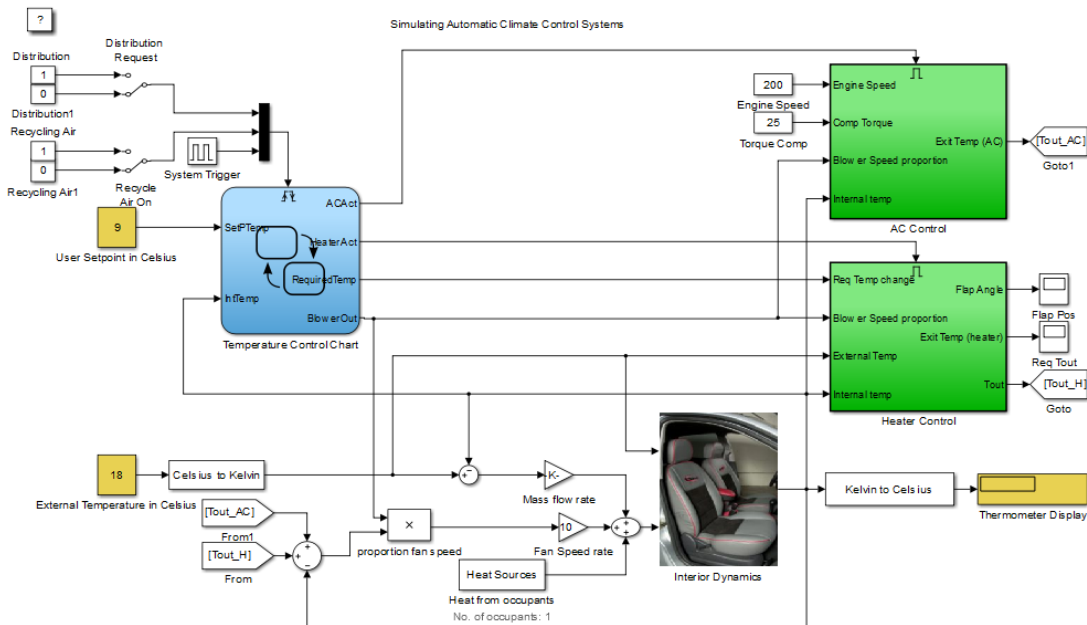 Simulating Automatic Climate Control Systems
?
Distribution
Distribution
Request
1
0
Distribution1
Recycling Air
1
0
Recycling Air1
Recycle
Air On
System Trigger
9
User Setpoint in Celsius
SetPTemp
IntTemp
ACAct
HeaterAct
RequiredTemp
BlowerOut
Temperature Control Chart
200
Engine Speed
25
Torque Comp
Engine Speed
Comp Torque
Blower Speed proportion
Internal temp
Exit Temp (AC)
AC Control
[Tout_AC]
Goto1
Req Temp change
Blower Speed proportion
External Temp
Internal temp
Flap Angle
Exit Temp (heater)
Tout
Heater Control
Flap Pos
Req Tout
[Tout_H]
Goto
18
External Temperature in Celsius
Celsius to Kelvin
-K-
Mass flow rate
[Tout_AC]
From1
[Tout_H]
From
×
proportion fan speed
10
Fan Speed rate
Heat Sources
Heat from occupants
No. of occupants: 1
Interior Dynamics
Kelvin to Celsius
Thermometer Display